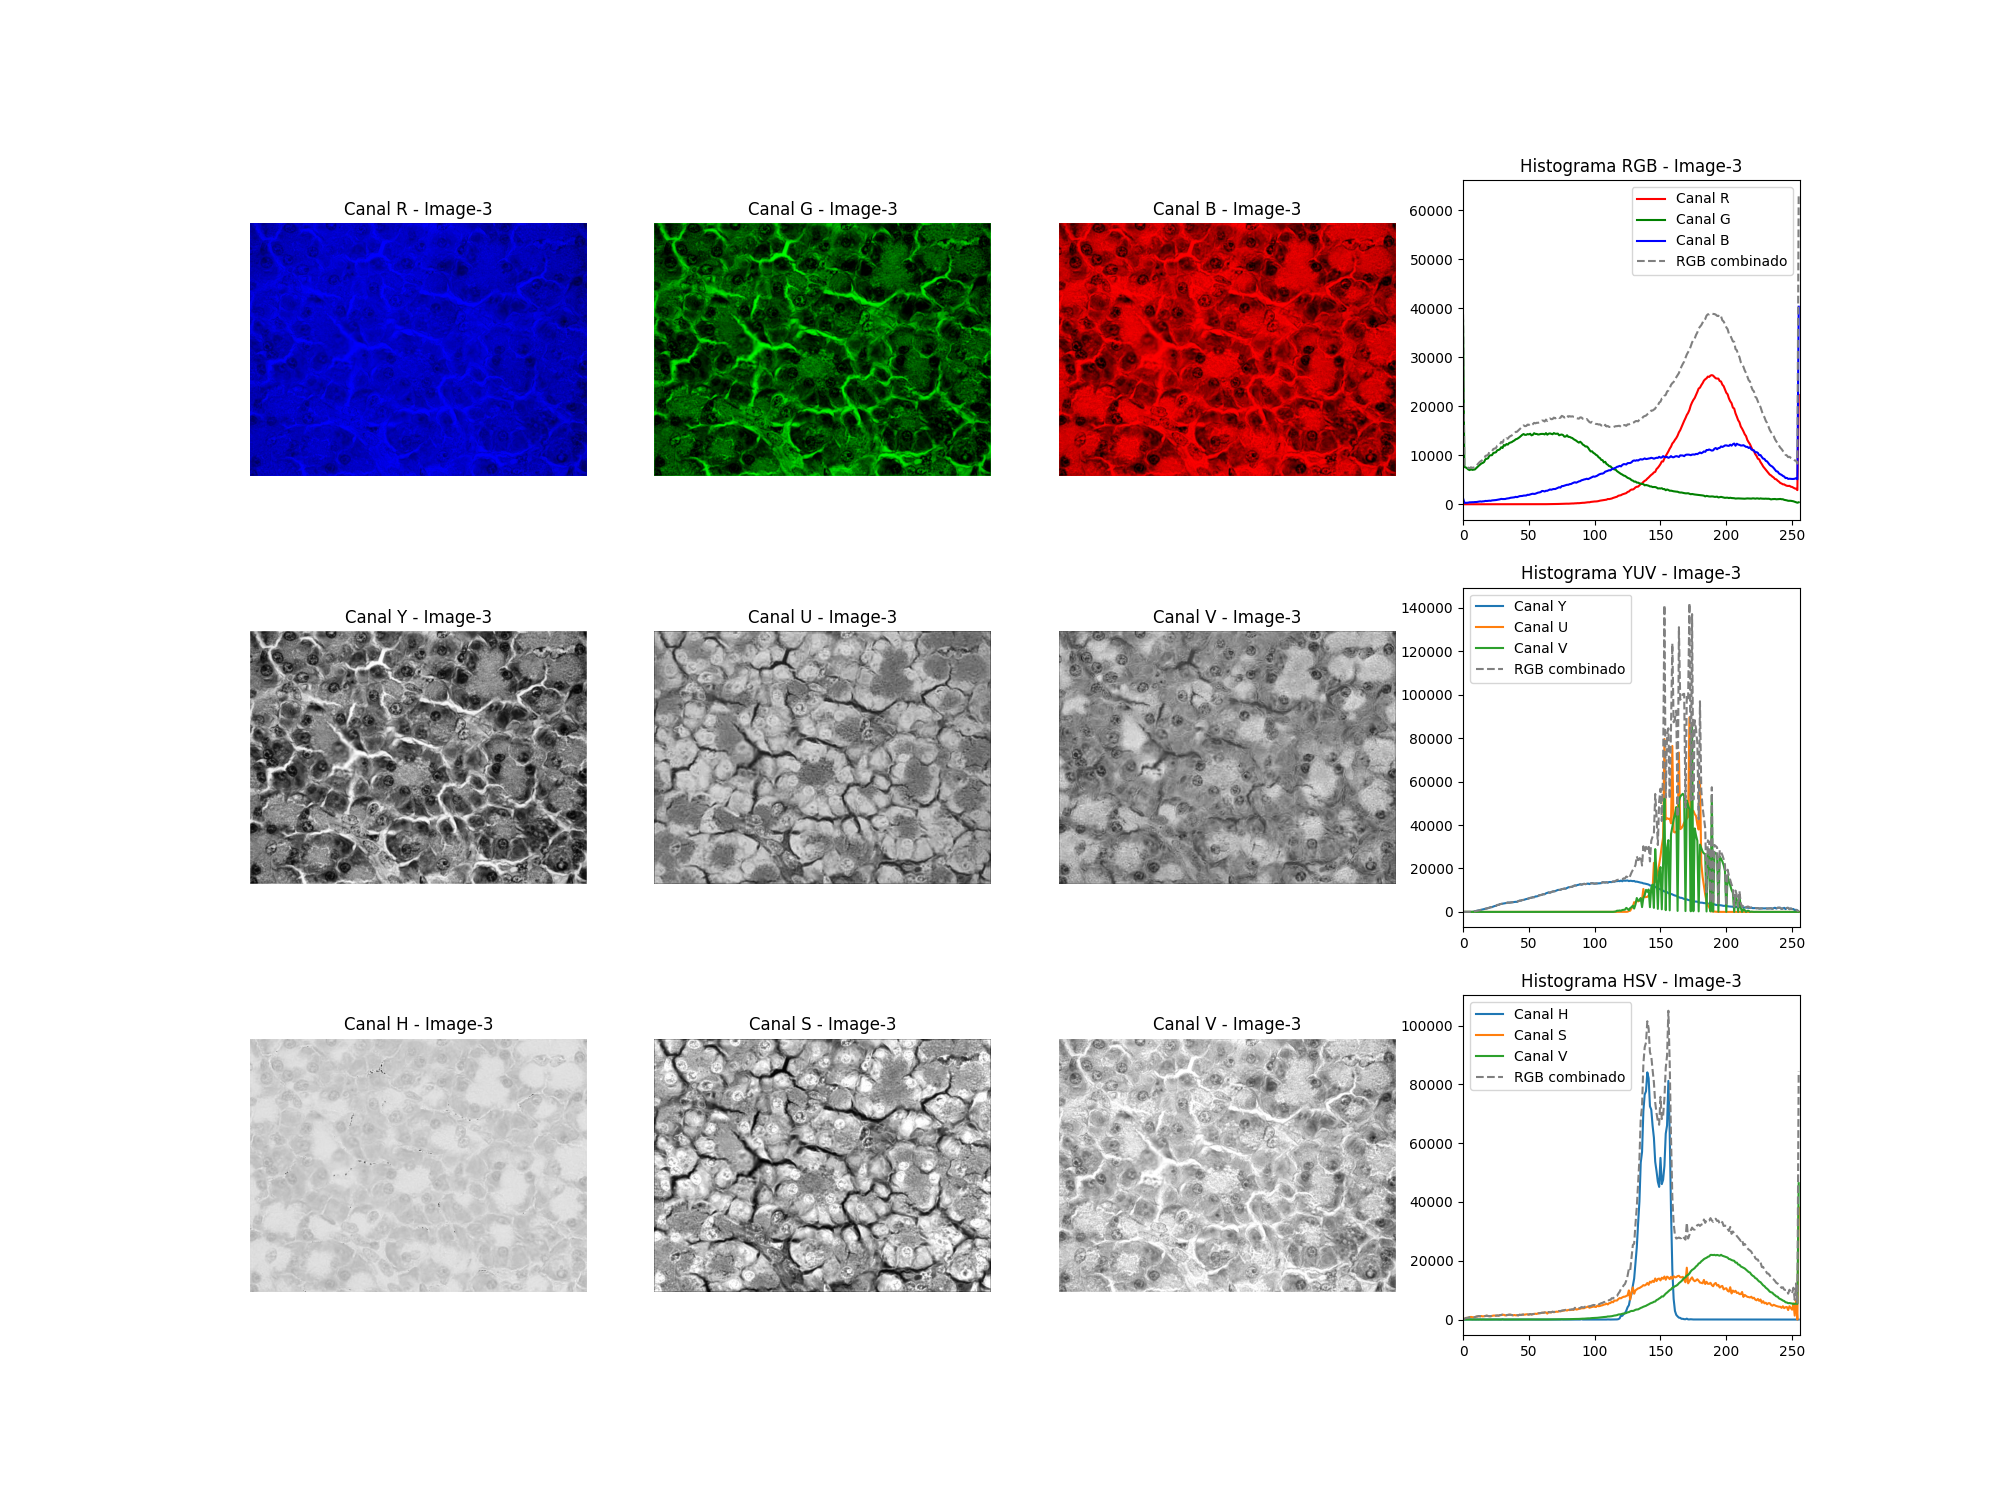 Canal R - Image-3
Canal G - Image-3
Canal B - Image-3
Histograma RGB - Image-3
Canal R
Canal G
Canal B
RGB combinado
60000
50000
40000
30000
20000
10000
0
0 50 100 150 200 250
Canal Y - Image-3
Canal U - Image-3
Canal V - Image-3
Histograma YUV - Image-3
Canal Y
Canal U
Canal V
RGB combinado
140000
120000
100000
80000
60000
40000
20000
0
0 50 100 150 200 250
Canal H - Image-3
Canal S - Image-3
Canal V - Image-3
Histograma HSV - Image-3
Canal H
Canal S
Canal V
RGB combinado
100000
80000
60000
40000
20000
0
0 50 100 150 200 250